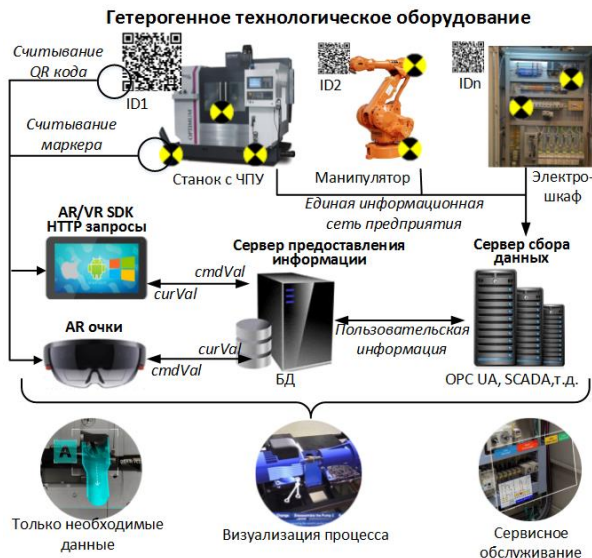 Гетерогенное технологическое оборудование
Считывание
QR кода
ID1
ID2
IDn
Считывание
маркера
Станок с ЧПУ
Манипулятор
Электро-
шкаф
Единая информационная
сеть предприятия
AR/VR SDK
HTTP запросы
Сервер предоставления
информации
Сервер сбора
данных
cmdVal
curVal
Пользовательская
информация
AR очки
curVal
cmdVal
БД
ОРС UA, SCADA,т.д.
A
Только необходимые
данные
Визуализация процесса
Сервисное
обслуживание